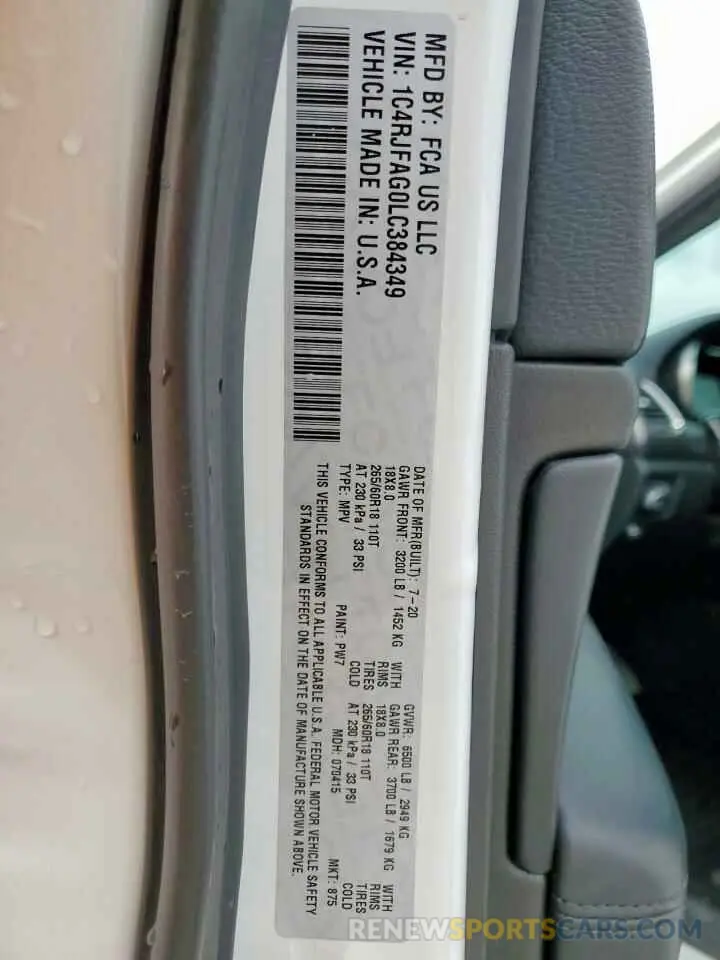 MFD BY: FCA US LLC
VIN: 1C4RJFAG0LC384349
VEHICLE MADE IN: U.S.A.
DATE OF MFR(BUILT): 7-20 GVWR: 6500 LB / 2949 KG
GAWR FRONT: 3200 LB / 1452 KG WITH GAWR REAR: 3700 LB / 1679 KG WITH
18X8.0 RIMS 18X8.0 RIMS
265/60R18 110T TIRES 265/60R18 110T TIRES
AT 230 kPa / 33 PSI COLD AT 230 kPa / 33 PSI COLD
TYPE: MPV PAINT: PW7 MDH: 070415 MKT: 875
THIS VEHICLE CONFORMS TO ALL APPLICABLE U.S.A. FEDERAL MOTOR VEHICLE SAFETY
STANDARDS IN EFFECT ON THE DATE OF MANUFACTURE SHOWN ABOVE.
RENEWSPORTSCARS.COM